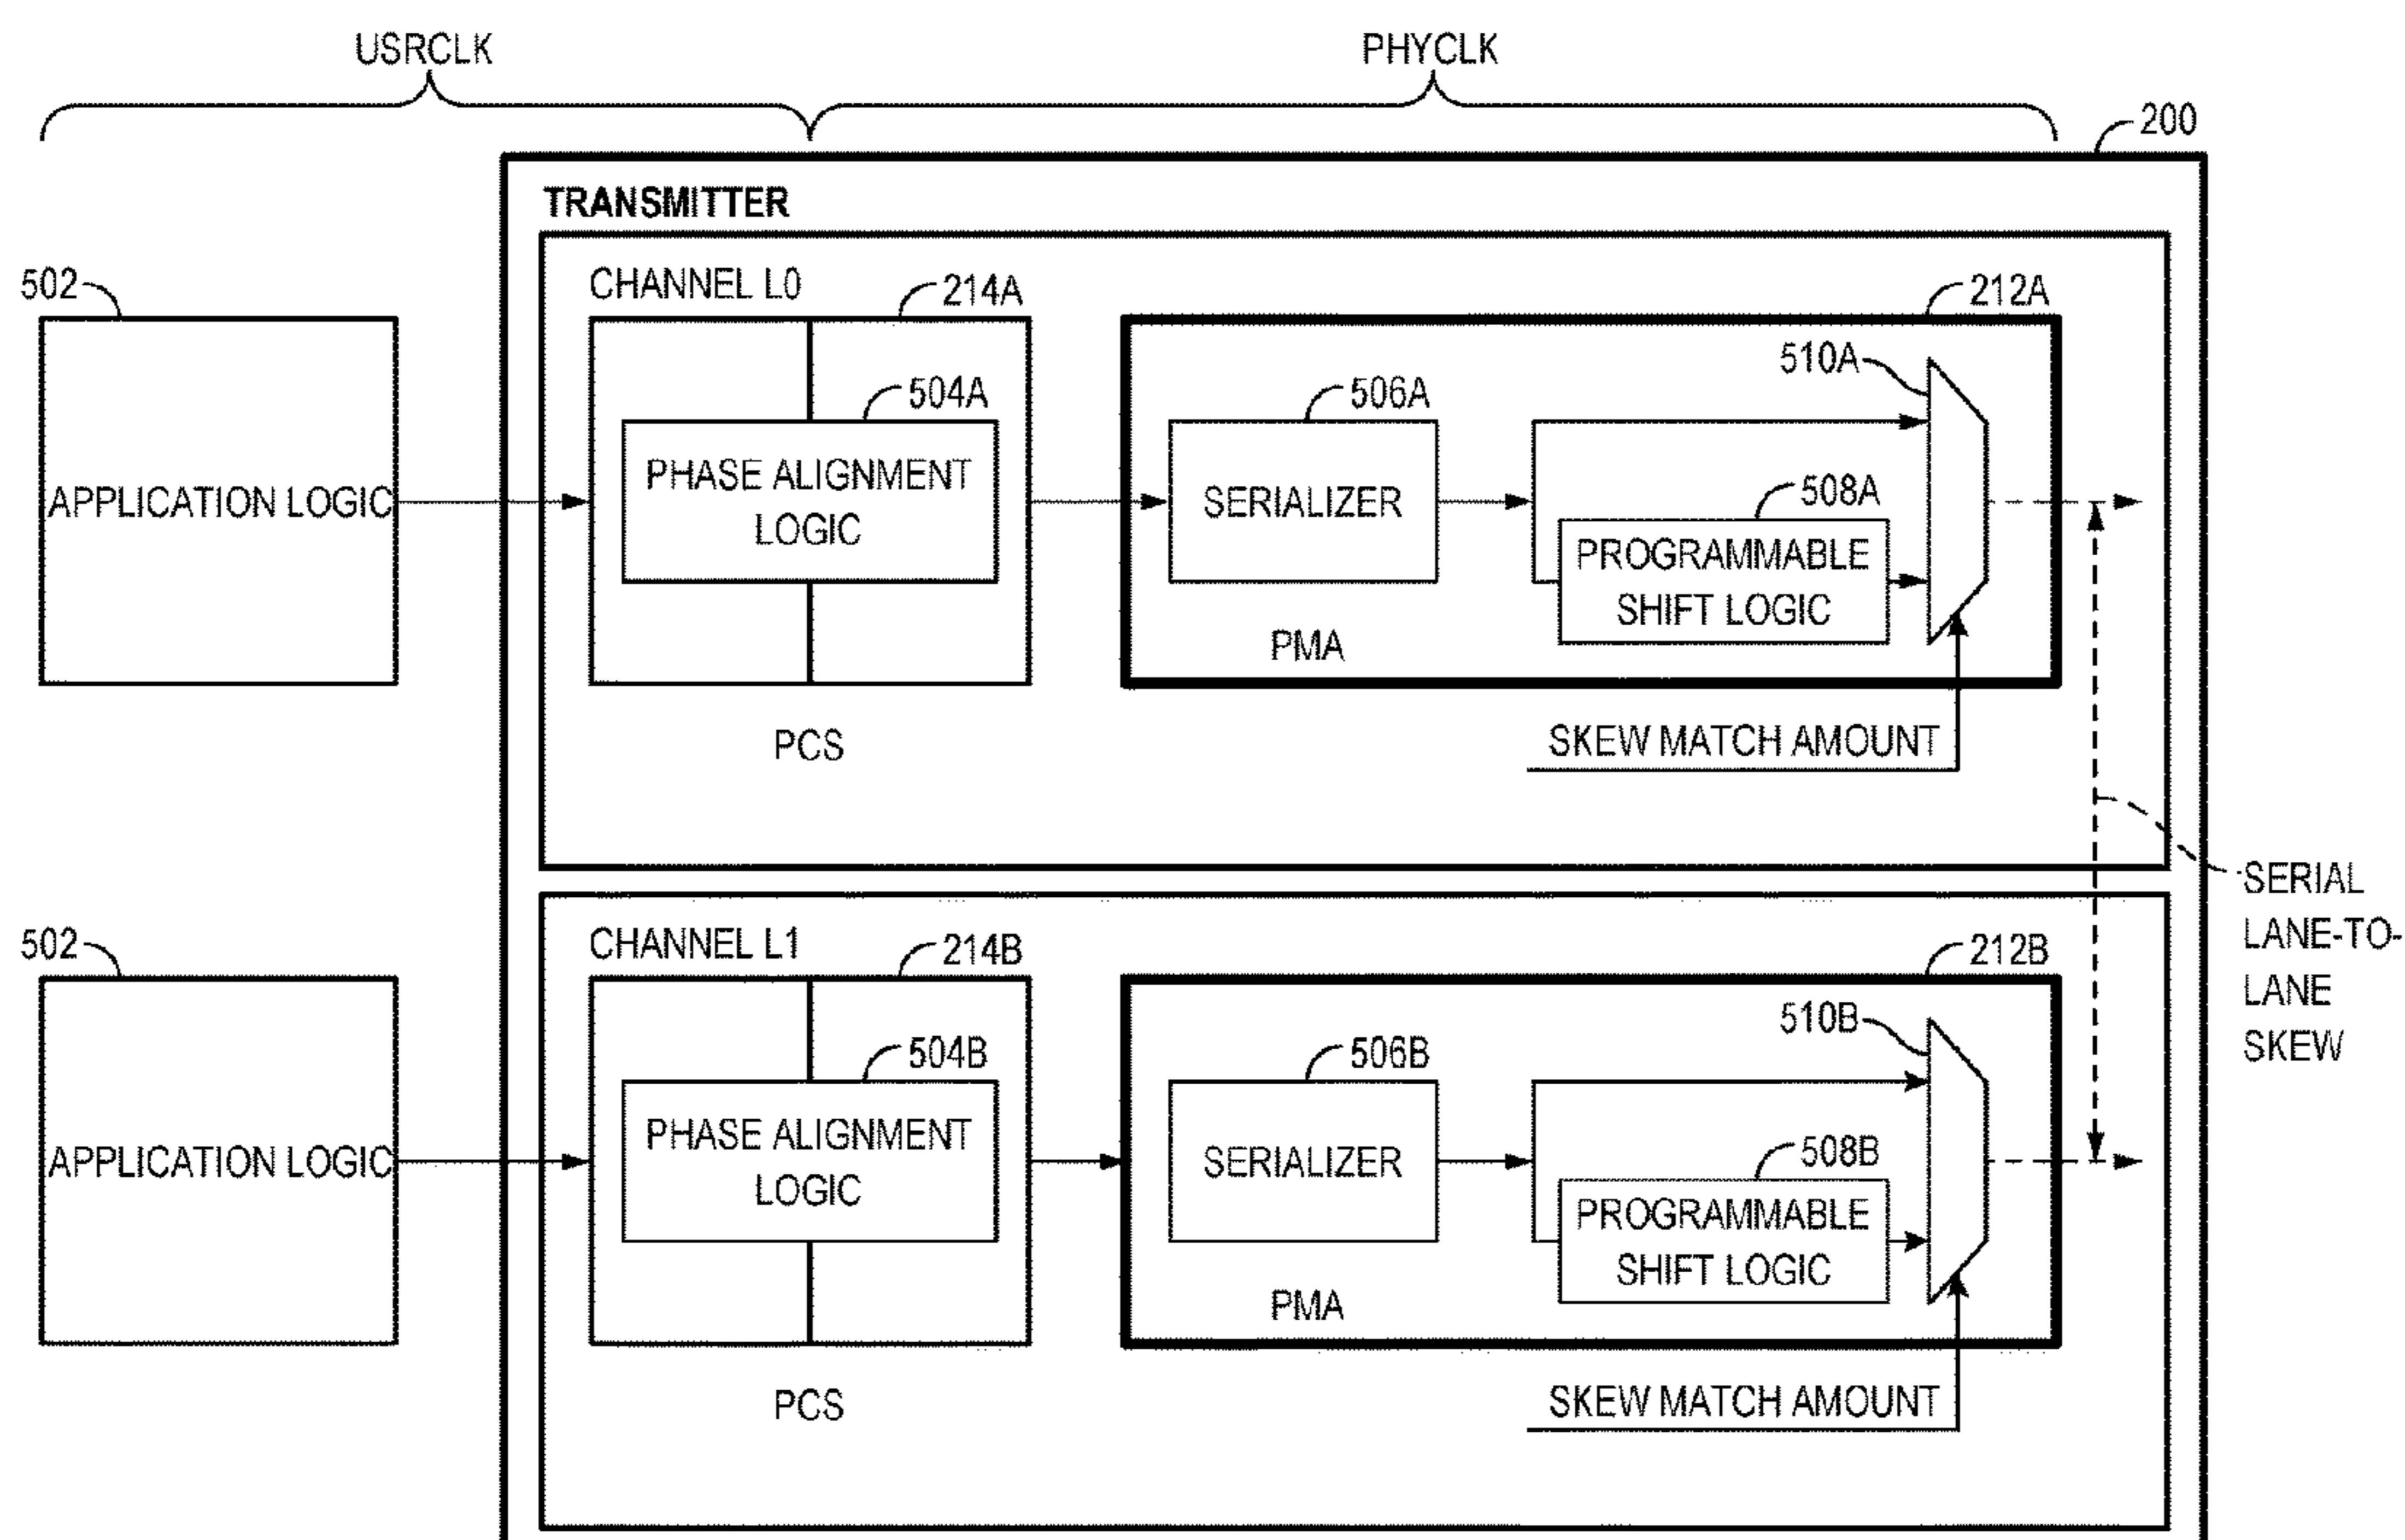 USRCLK
PHYCLK
200
TRANSMITTER
502
CHANNEL L0
214A
212A
510A
504A
506A
APPLICATION LOGIC
PHASE ALIGNMENT
LOGIC
SERIALIZER
508A
PROGRAMMABLE
SHIFT LOGIC
PMA
PCS
SKEW MATCH AMOUNT
SERIAL
LANE-TO-
LANE
SKEW
502
CHANNEL L1
214B
212B
510B
504B
506B
APPLICATION LOGIC
PHASE ALIGNMENT
LOGIC
SERIALIZER
508B
PROGRAMMABLE
SHIFT LOGIC
PMA
PCS
SKEW MATCH AMOUNT